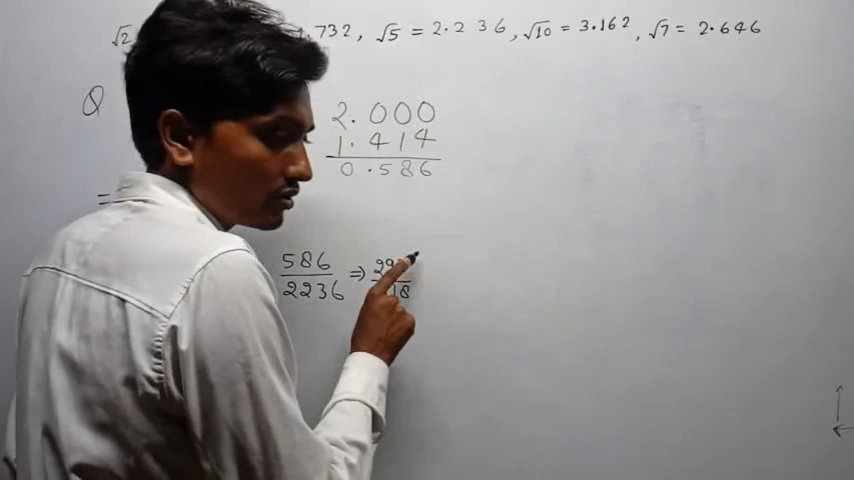 √2 .732, √5 = 2.236, √10 = 3.162, √7 = 2.646
Q
2.000
1.414
0.586
=
586/2236 ⇒